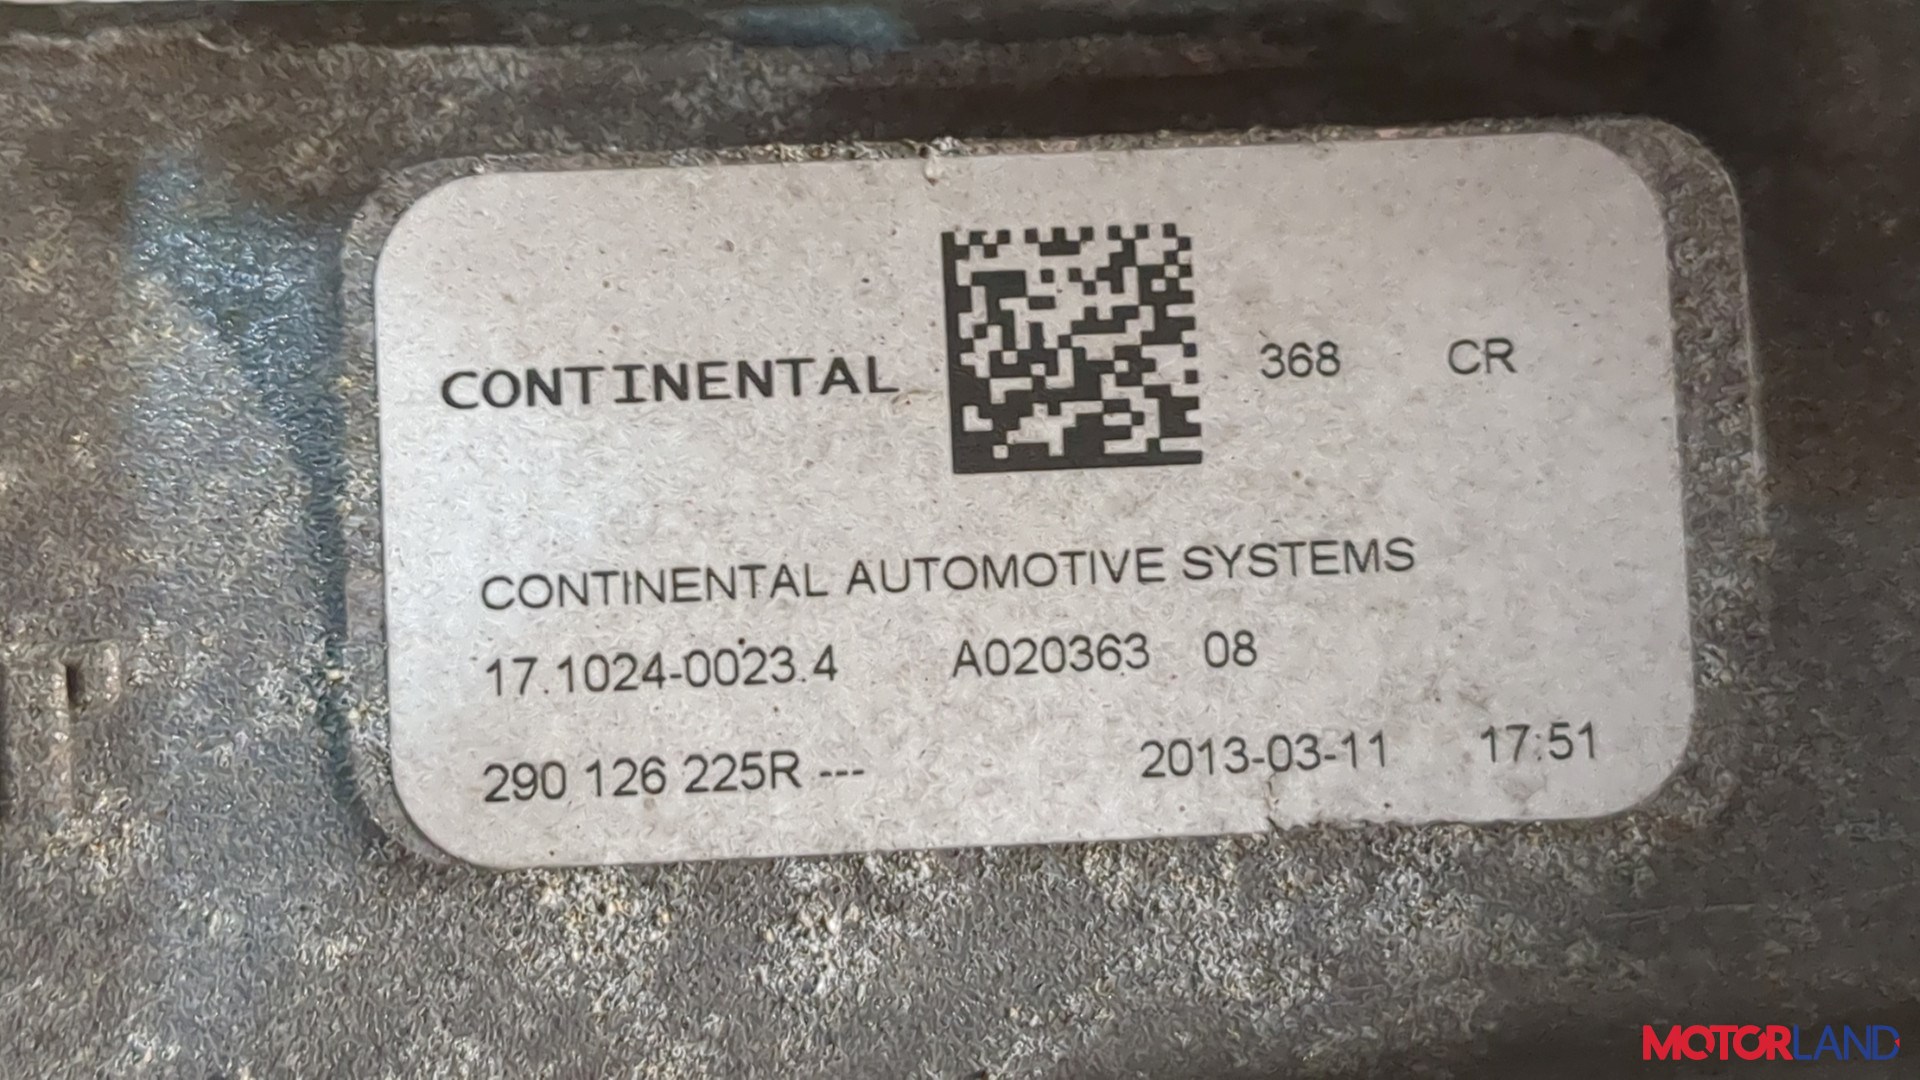 CONTINENTAL 368 CR
CONTINENTAL AUTOMOTIVE SYSTEMS
17.1024-0023.4 A020363 08
290 126 225R --- 2013-03-11 17:51
MOTORLAND